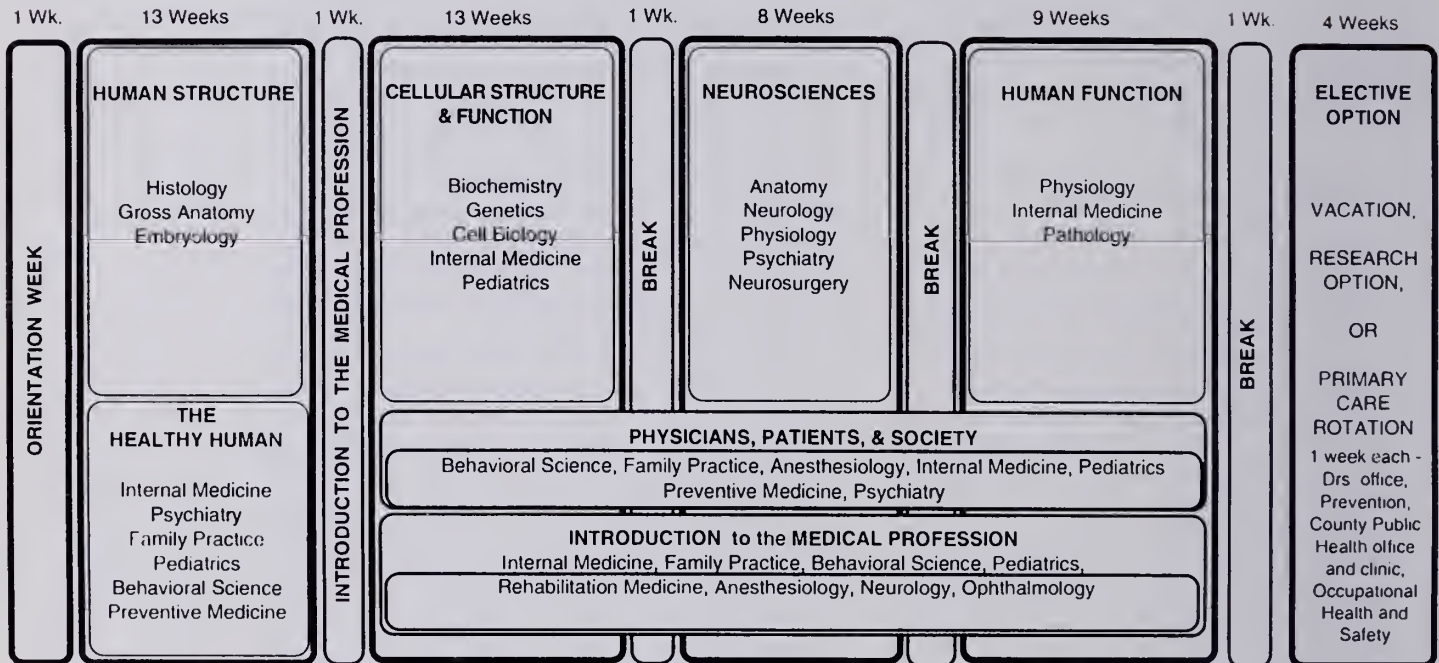 1 Wk.
13 Weeks
1 Wk.
13 Weeks
1 Wk.
8 Weeks
9 Weeks
1 Wk.
4 Weeks
ORIENTATION WEEK
HUMAN STRUCTURE
Histology
Gross Anatomy
Embryology
THE
HEALTHY HUMAN
Internal Medicine
Psychiatry
Family Practice
Pediatrics
Behavioral Science
Preventive Medicine
INTRODUCTION TO THE MEDICAL PROFESSION
CELLULAR STRUCTURE
& FUNCTION
Biochemistry
Genetics
Cell Biology
Internal Medicine
Pediatrics
BREAK
NEUROSCIENCES
Anatomy
Neurology
Physiology
Psychiatry
Neurosurgery
BREAK
HUMAN FUNCTION
Physiology
Internal Medicine
Pathology
PHYSICIANS, PATIENTS, & SOCIETY
Behavioral Science, Family Practice, Anesthesiology, Internal Medicine, Pediatrics
Preventive Medicine, Psychiatry
INTRODUCTION to the MEDICAL PROFESSION
Internal Medicine, Family Practice, Behavioral Science, Pediatrics,
Rehabilitation Medicine, Anesthesiology, Neurology, Ophthalmology
BREAK
ELECTIVE
OPTION
VACATION,
RESEARCH
OPTION,
OR
PRIMARY
CARE
ROTATION
1 week each -
Drs office,
Prevention,
County Public
Health office
and clinic,
Occupational
Health and
Safety